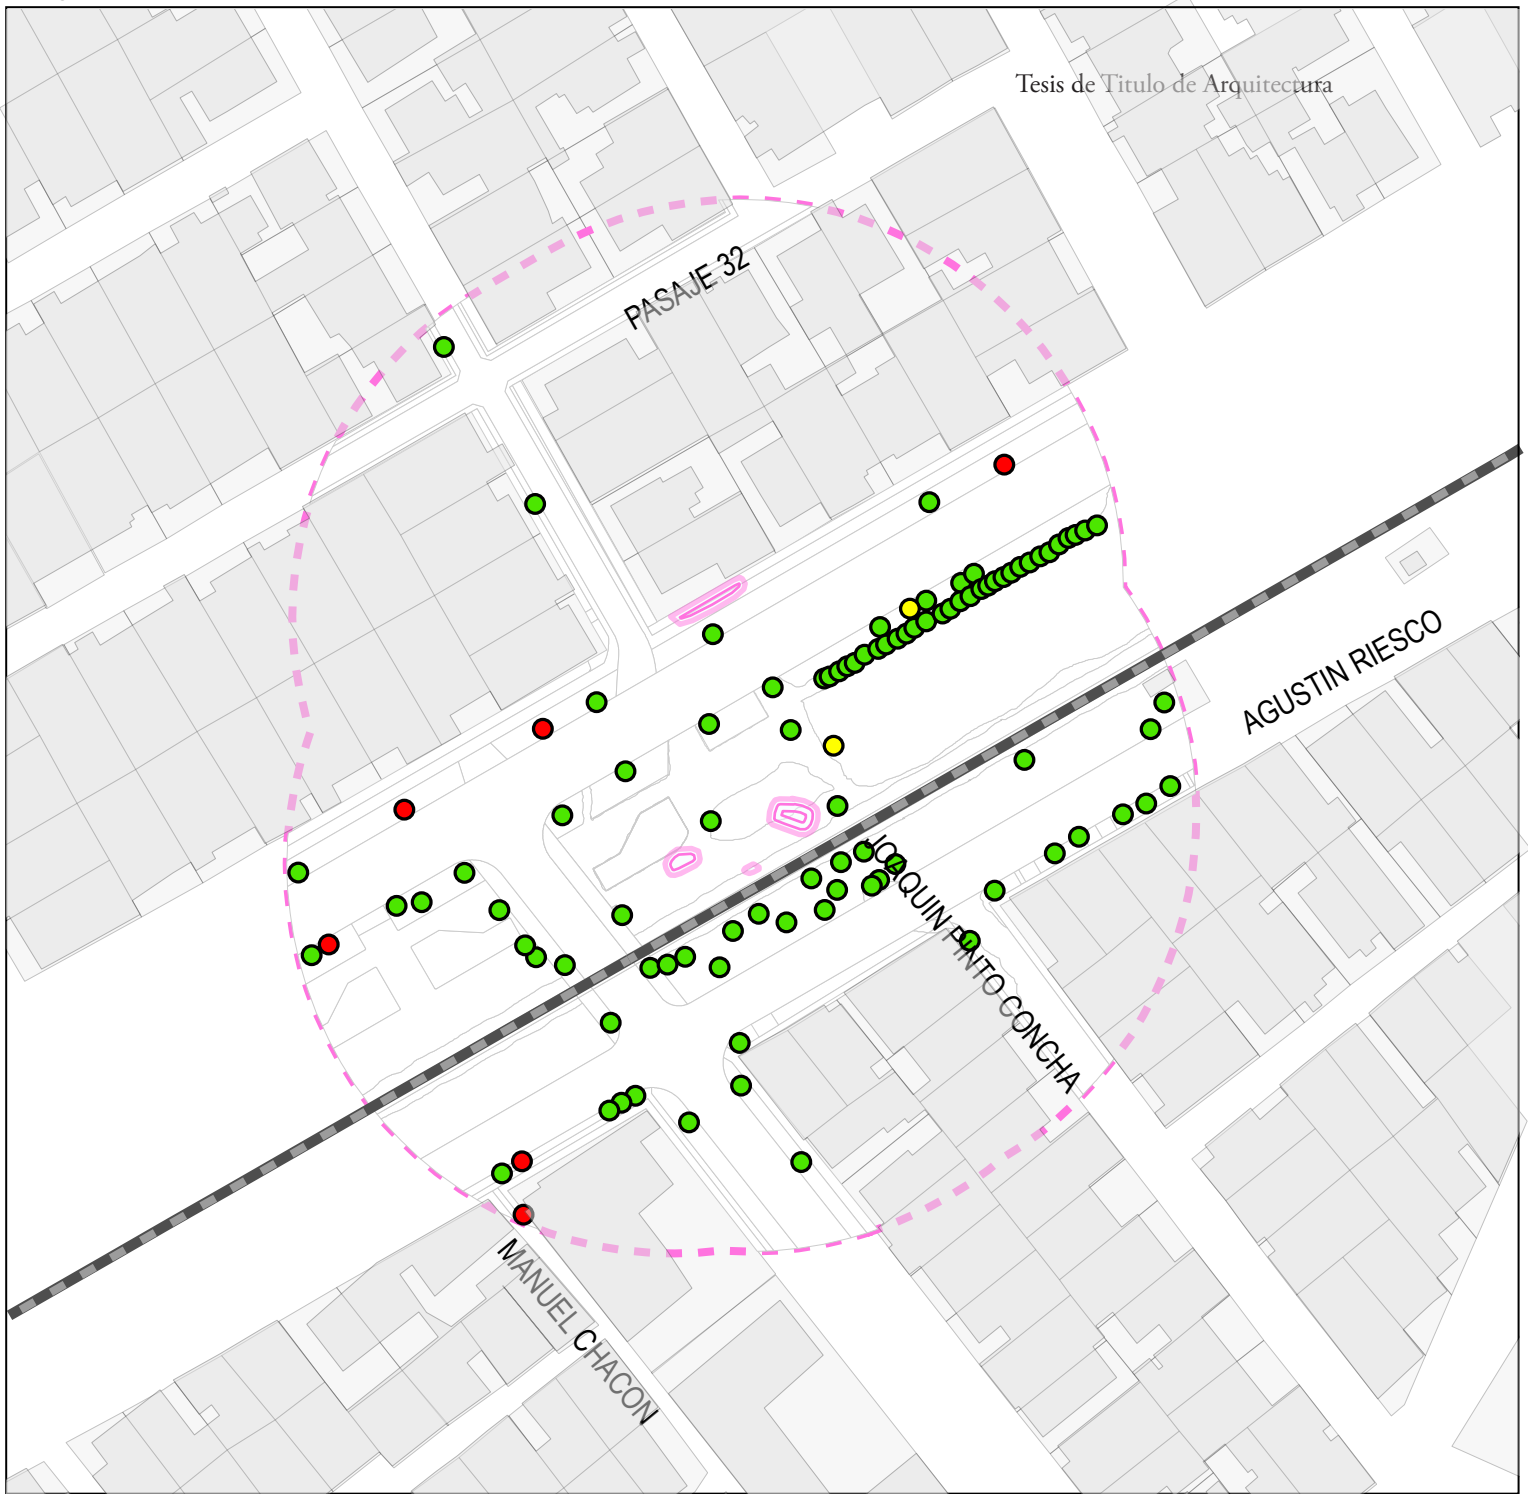 Tesis de Titulo de Arquitectura
PASAJE 32
AGUSTIN RIESCO
JOAQUIN PINTO CONCHA
MANUEL CHACON